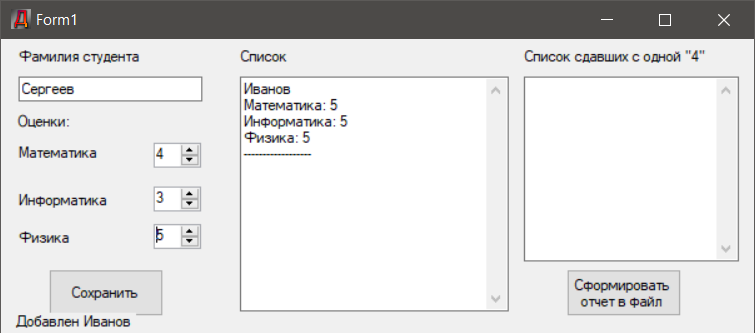 Form1
Фамилия студента
Сергеев
Оценки:
Математика 4
Информатика 3
Физика 5
Сохранить
Добавлен Иванов
Список
Иванов
Математика: 5
Информатика: 5
Физика: 5
------------------
Список сдавших с одной "4"
Сформировать
отчет в файл